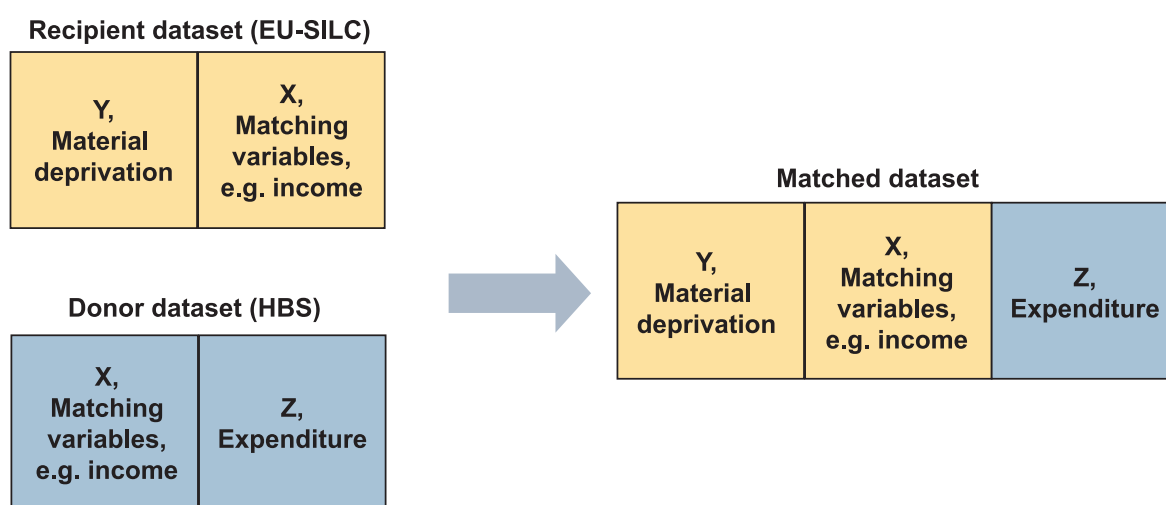 Recipient dataset (EU-SILC)
Y,
Material
deprivation
X,
Matching
variables,
e.g. income
Donor dataset (HBS)
X,
Matching
variables,
e.g. income
Z,
Expenditure
Matched dataset
Y,
Material
deprivation
X,
Matching
variables,
e.g. income
Z,
Expenditure